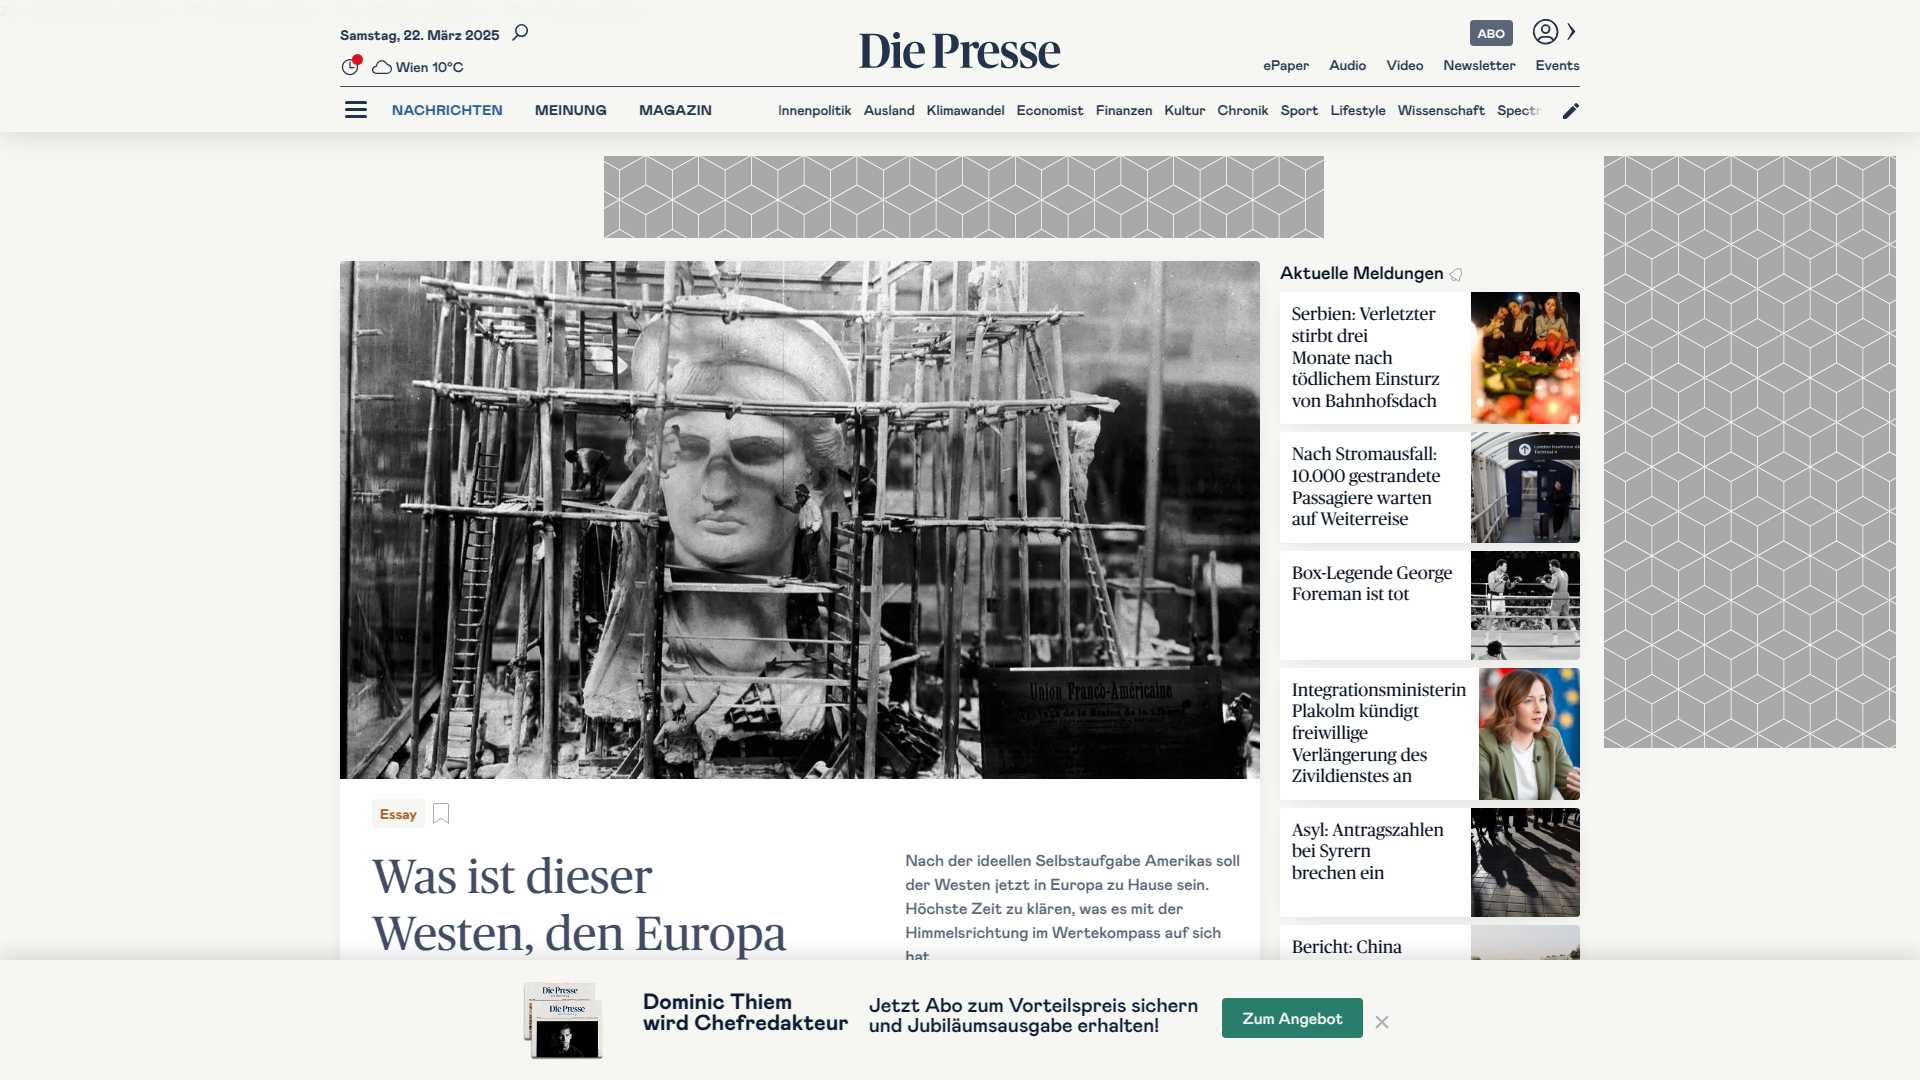 Samstag, 22. März 2025
Wien 10°C
Die Presse
ABO
ePaper Audio Video Newsletter Events
NACHRICHTEN MEINUNG MAGAZIN
Innenpolitik Ausland Klimawandel Economist Finanzen Kultur Chronik Sport Lifestyle Wissenschaft Spectr
Union Franco-Américaine
Essay
Was ist dieser
Westen, den Europa
Nach der ideellen Selbstaufgabe Amerikas soll
der Westen jetzt in Europa zu Hause sein.
Höchste Zeit zu klären, was es mit der
Himmelsrichtung im Wertekompass auf sich
hat.
Aktuelle Meldungen
Serbien: Verletzter
stirbt drei
Monate nach
tödlichem Einsturz
von Bahnhofsdach
Nach Stromausfall:
10.000 gestrandete
Passagiere warten
auf Weiterreise
Box-Legende George
Foreman ist tot
Integrationsministerin
Plakolm kündigt
freiwillige
Verlängerung des
Zivildienstes an
Asyl: Antragszahlen
bei Syrern
brechen ein
Bericht: China
Die Presse
Die Presse
Dominic Thiem
wird Chefredakteur
Jetzt Abo zum Vorteilspreis sichern
und Jubiläumsausgabe erhalten!
Zum Angebot